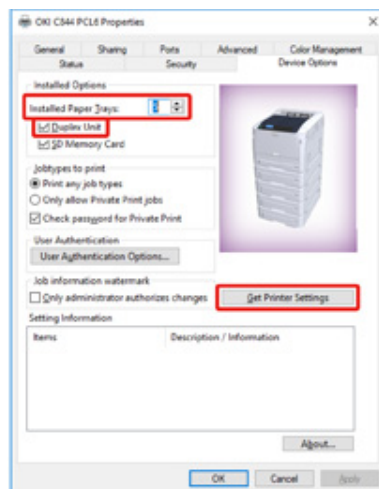 OKI C844 PCL6 Properties
General Sharing Ports Advanced Color Management
Status Security Device Options
Installed Options
Installed Paper Trays:
Duplex Unit
SD Memory Card
Jobtypes to print
Print any job types
Only allow Private Print jobs
Check password for Private Print
User Authentication
User Authentication Options...
Job information watermark
Only administrator authorizes changes Get Printer Settings
Setting Information
Items Description / Information
About...
OK Cancel Apply